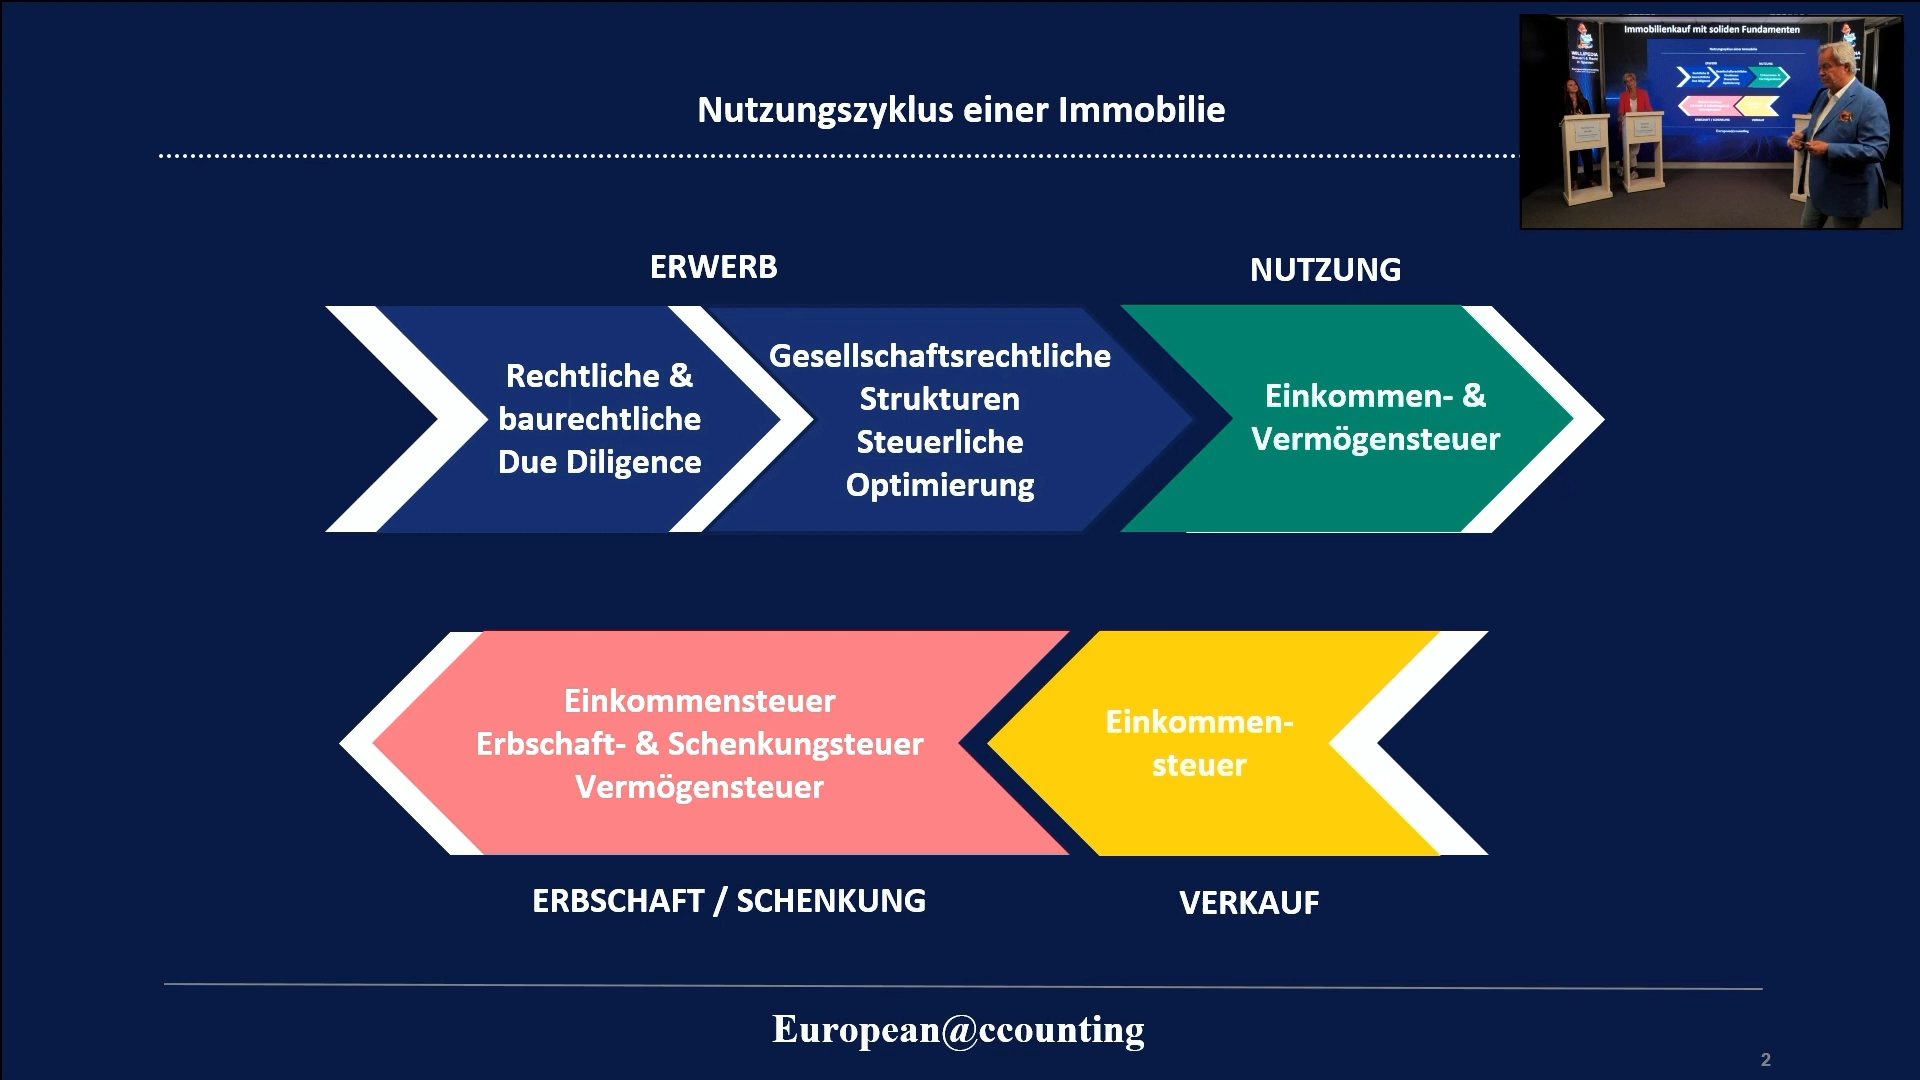 Nutzungszyklus einer Immobilie
Immobilienkauf mit soliden Fundamenten
ERWERB
NUTZUNG
Rechtliche &
baurechtliche
Due Diligence
Gesellschaftsrechtliche
Strukturen
Steuerliche
Optimierung
Einkommen- &
Vermögensteuer
Einkommensteuer
Erbschaft- & Schenkungsteuer
Vermögensteuer
Einkommen-
steuer
ERBSCHAFT / SCHENKUNG
VERKAUF
European@ccounting
2